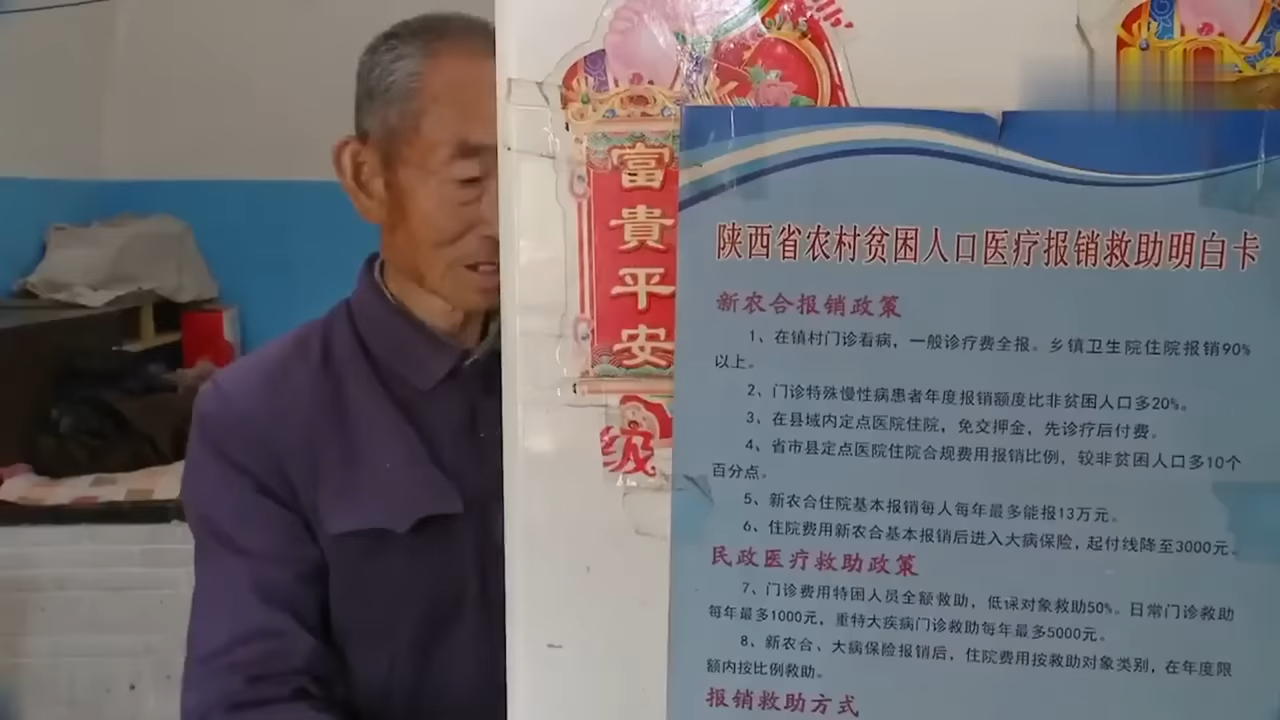 富貴平安
级
陕西省农村贫困人口医疗报销救助明白卡
新农合报销政策
1、在镇村门诊看病，一般诊疗费全报。乡镇卫生院住院报销90%
以上。
2、门诊特殊慢性病患者年度报销额度比非贫困人口多20%。
3、在县域内定点医院住院，免交押金，先诊疗后付费。
4、省市县定点医院住院合规费用报销比例，较非贫困人口多10个
百分点。
5、新农合住院基本报销每人每年最多能报13万元。
6、住院费用新农合基本报销后进入大病保险，起付线降至3000元。
民政医疗救助政策
7、门诊费用特困人员全额救助，低保对象救助50%。日常门诊救助
每年最多1000元，重特大疾病门诊救助每年最多5000元。
8、新农合、大病保险报销后，住院费用按救助对象类别，在年度限
额内按比例救助。
报销救助方式